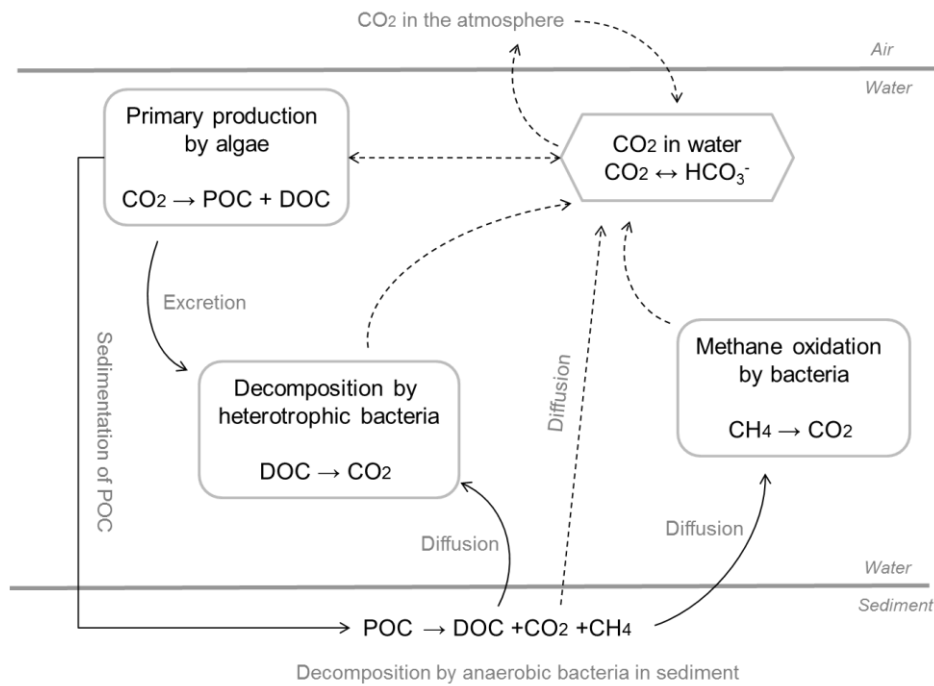 CO2 in the atmosphere
Air
Water
Primary production
by algae
CO2 → POC + DOC
CO2 in water
CO2 ↔ HCO3-
Excretion
Sedimentation of POC
Decomposition by
heterotrophic bacteria
DOC → CO2
Diffusion
Methane oxidation
by bacteria
CH4 → CO2
Diffusion
Diffusion
Water
Sediment
POC → DOC +CO2 +CH4
Decomposition by anaerobic bacteria in sediment